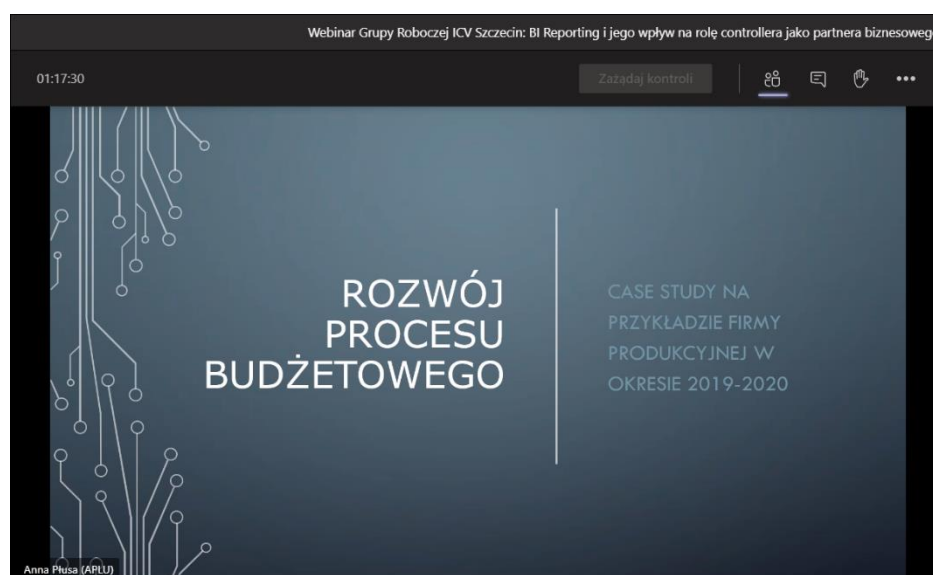 Webinar Grupy Roboczej ICV Szczecin: BI Reporting i jego wpływ na rolę controllera jako partnera biznesoweg
01:17:30
Zażądaj kontroli
ROZWÓJ
PROCESU
BUDŻETOWEGO
CASE STUDY NA
PRZYKŁADZIE FIRMY
PRODUKCYJNEJ W
OKRESIE 2019-2020
Anna Płusa (APLU)